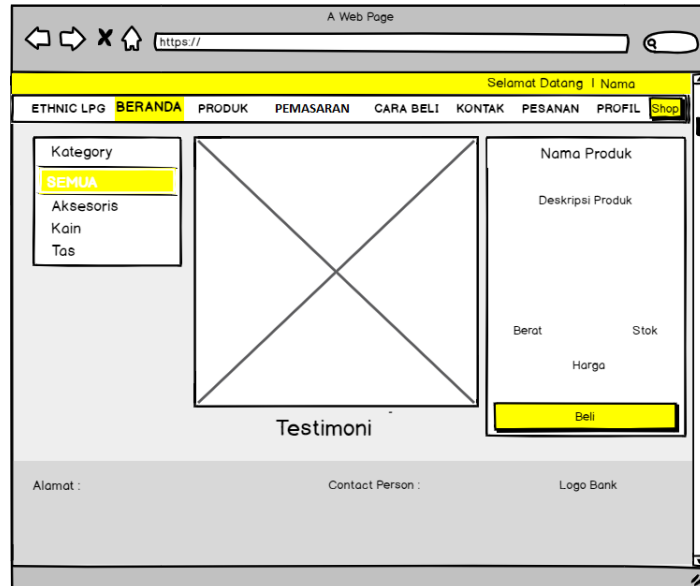 A Web Page
https://
Selamat Datang | Nama
ETHNIC LPG BERANDA PRODUK PEMASARAN CARA BELI KONTAK PESANAN PROFIL Shop
Kategory
SEMUA
Aksesoris
Kain
Tas
Nama Produk
Deskripsi Produk
Berat Stok
Harga
Beli
Testimoni
Alamat : Contact Person : Logo Bank